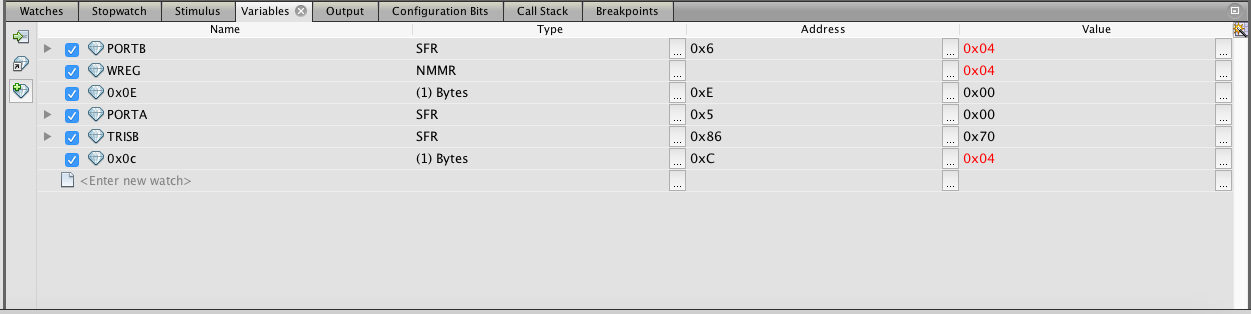 Watches Stopwatch Stimulus Variables Output Configuration Bits Call Stack Breakpoints
Name Type Address Value
PORTB SFR ... 0x6 ... 0x04 ...
WREG NMMR ... ... 0x04 ...
0x0E (1) Bytes ... 0xE ... 0x00 ...
PORTA SFR ... 0x5 ... 0x00 ...
TRISB SFR ... 0x86 ... 0x70 ...
0x0c (1) Bytes ... 0xC ... 0x04 ...
<Enter new watch> ... ... ...